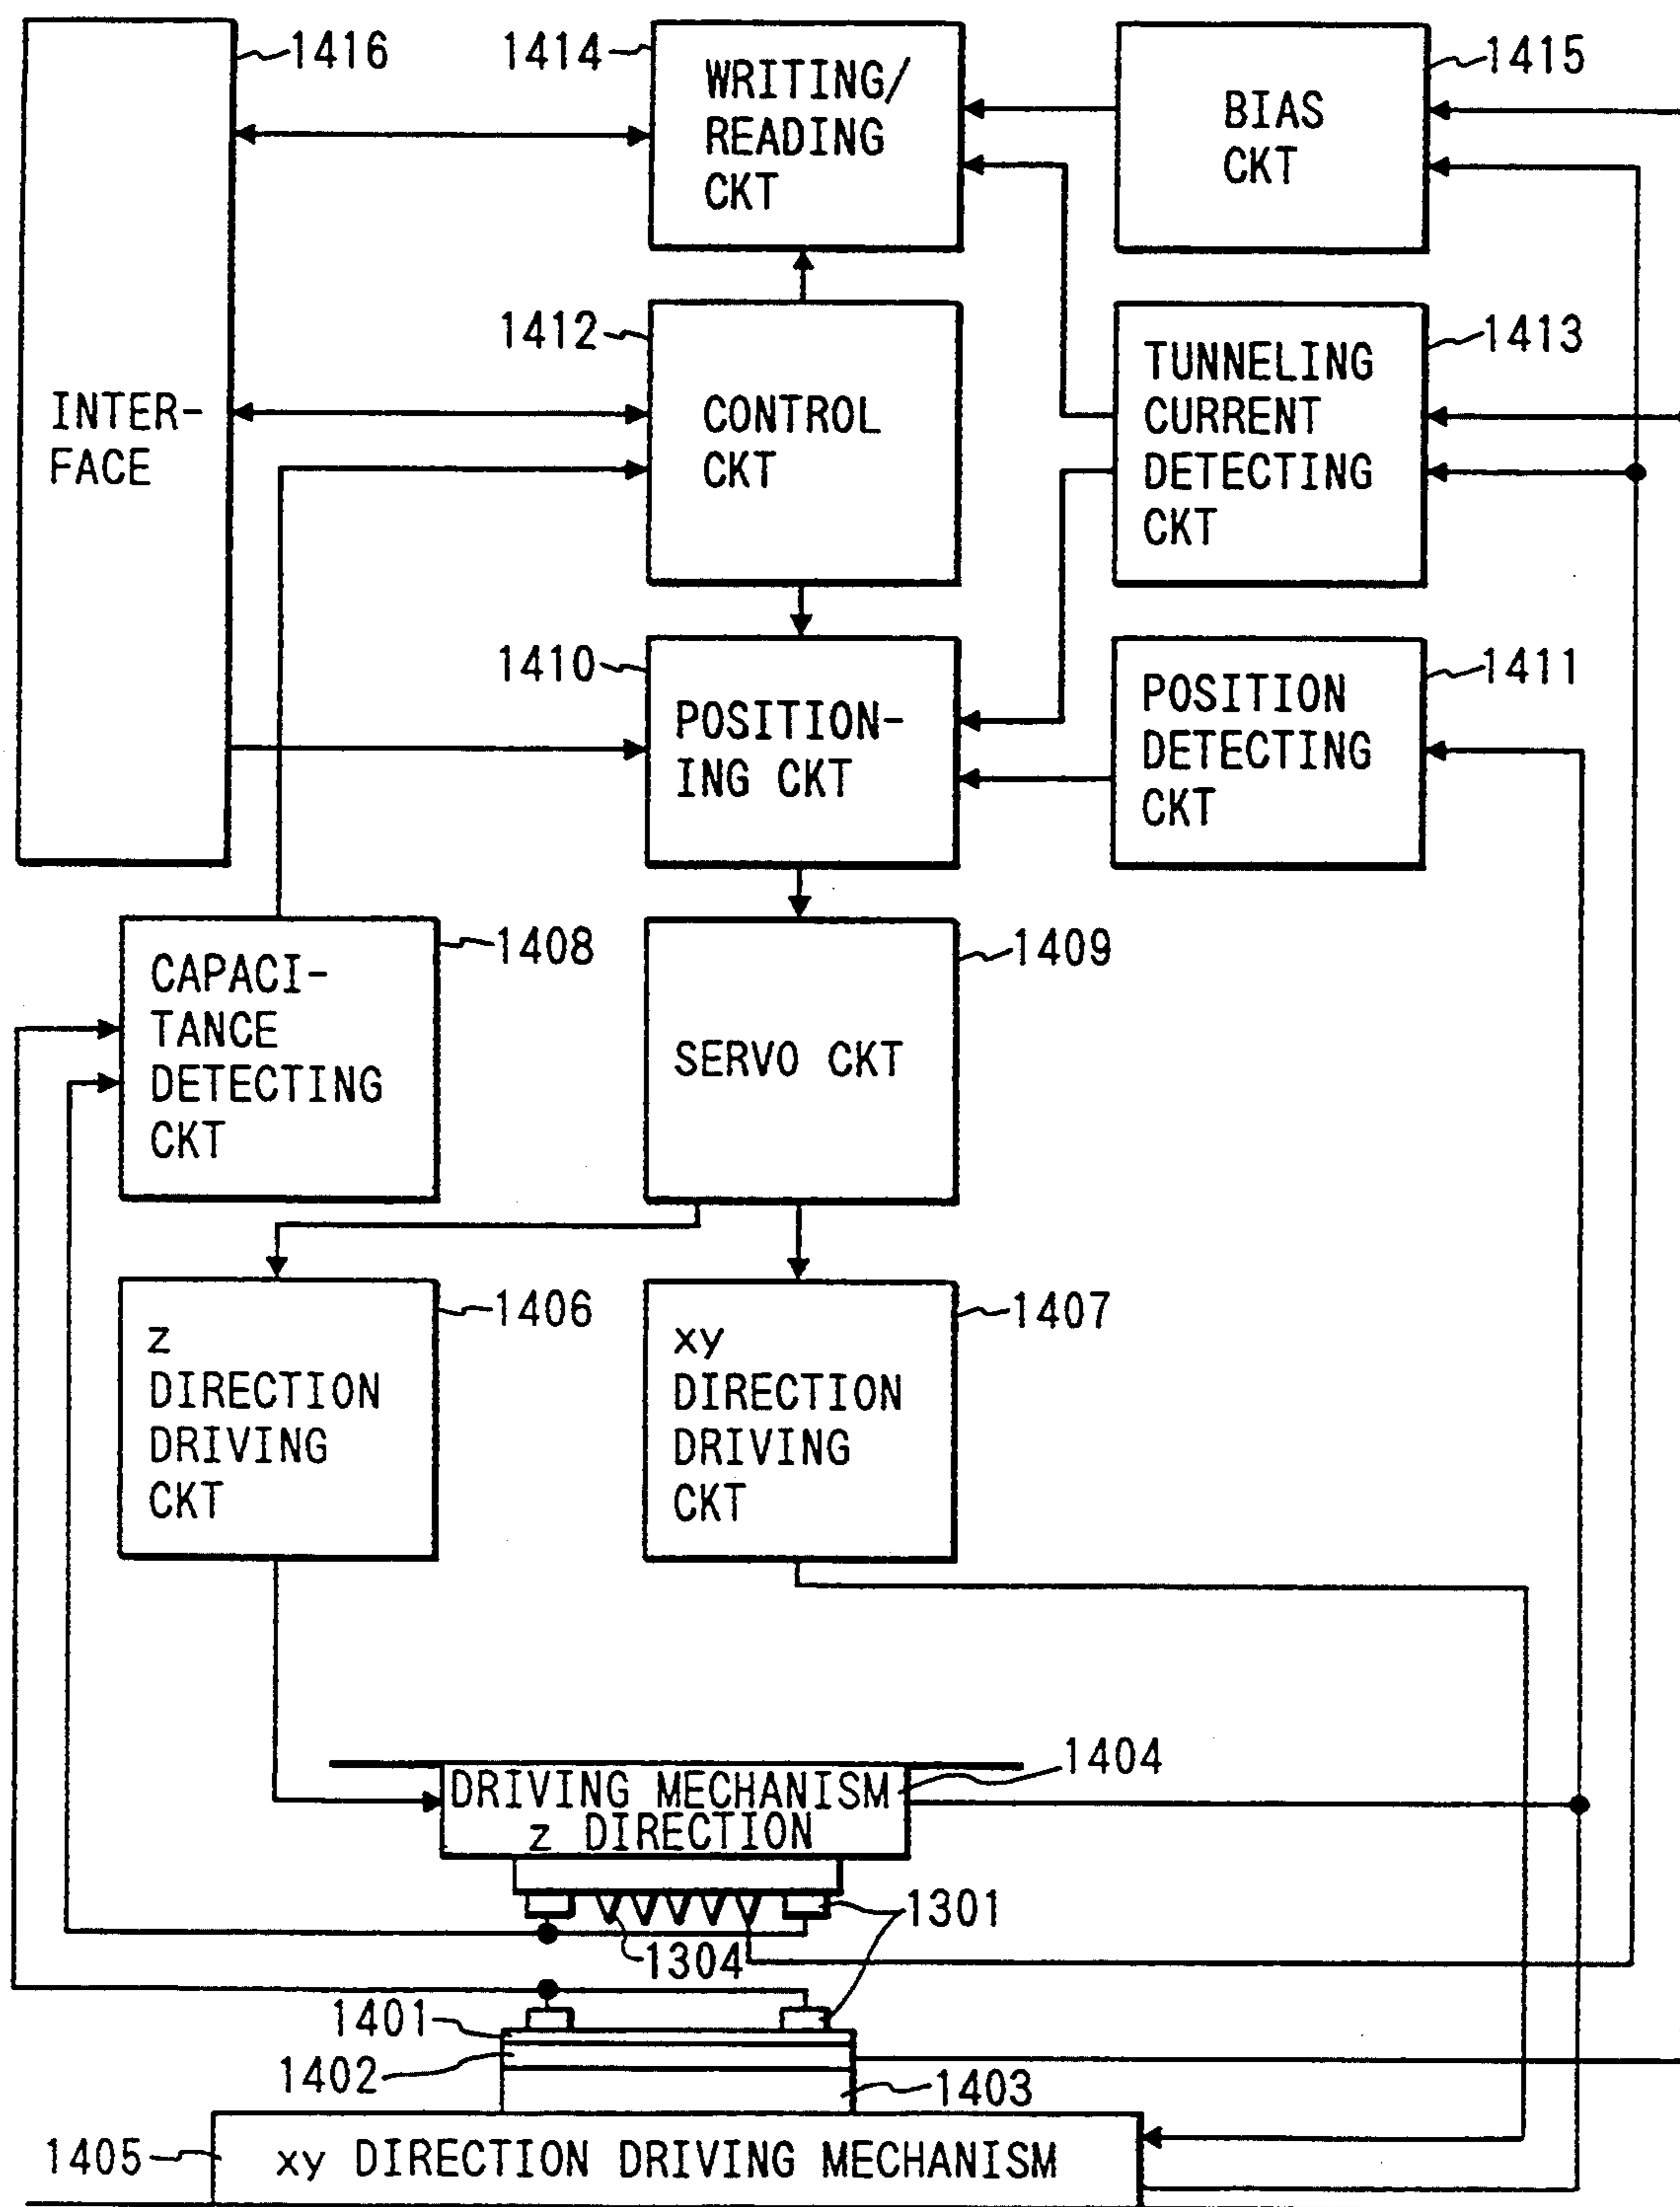 1416
INTER-
FACE
1414
WRITING/
READING
CKT
1415
BIAS
CKT
1412
CONTROL
CKT
1413
TUNNELING
CURRENT
DETECTING
CKT
1410
POSITION-
ING CKT
1411
POSITION
DETECTING
CKT
1408
CAPACI-
TANCE
DETECTING
CKT
1409
SERVO CKT
1406
z
DIRECTION
DRIVING
CKT
1407
xy
DIRECTION
DRIVING
CKT
1404
DRIVING MECHANISM
z DIRECTION
1301
1304
1401
1402
1403
1405
xy DIRECTION DRIVING MECHANISM